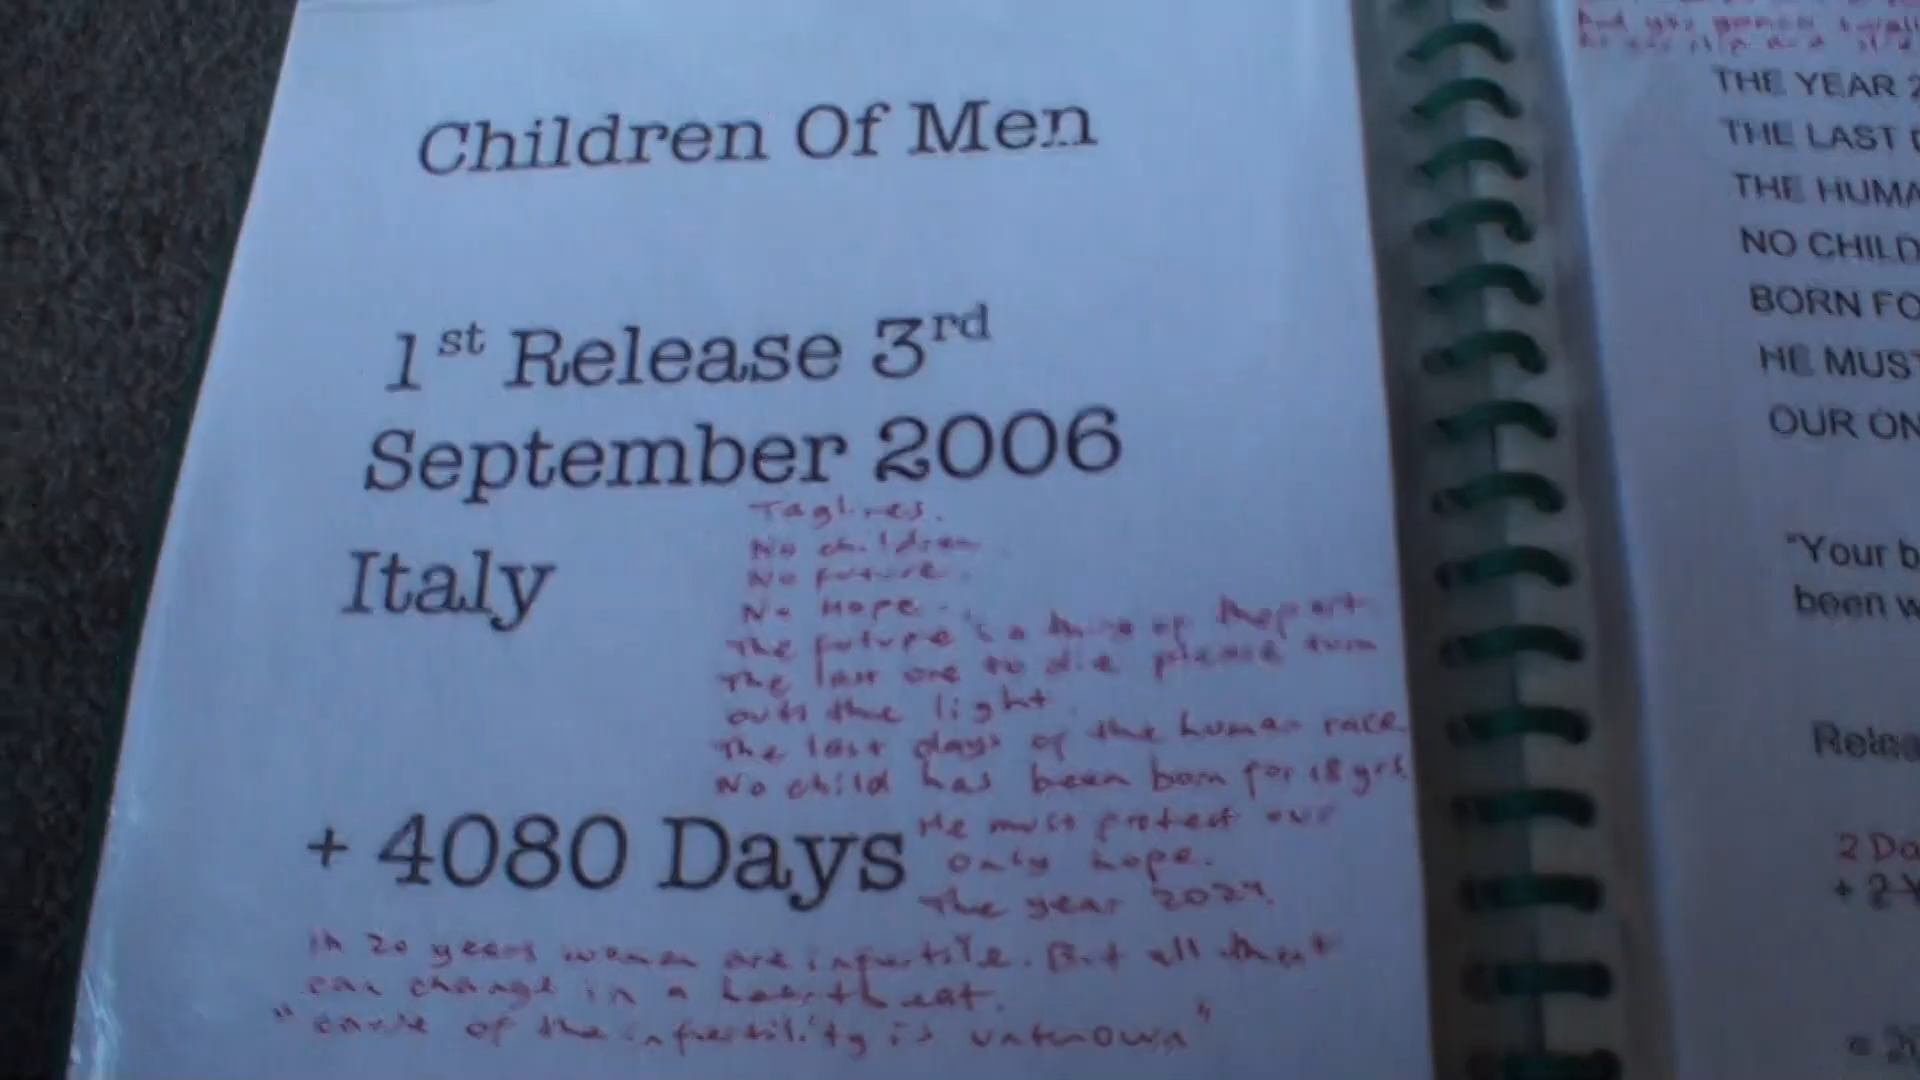 Children Of Men
1st Release 3rd
September 2006
Italy
Taglines.
No children
No future.
No Hope.
The future's a thing of the past
The last one to die please turn
out the light
The last days of the human race
No child has been born for 18 yrs.
+ 4080 Days
He must protect our
only hope.
The year 2027.
In 20 years women are infertile. But all that
can change in a heartbeat.
"cause of the infertility is unknown"
THE YEAR 2
THE LAST
THE HUMA
NO CHILD
BORN FO
HE MUST
OUR ON
"Your b
been w
Relea
2 Da
+ 2